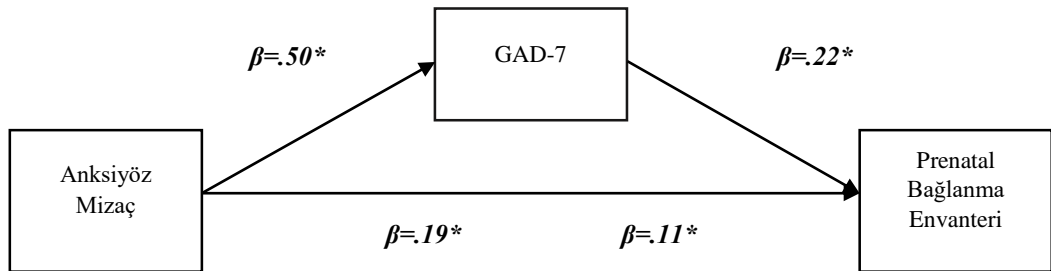 β=.50*
GAD-7
β=.22*
Anksiyöz
Mizaç
Prenatal
Bağlanma
Envanteri
β=.19*
β=.11*